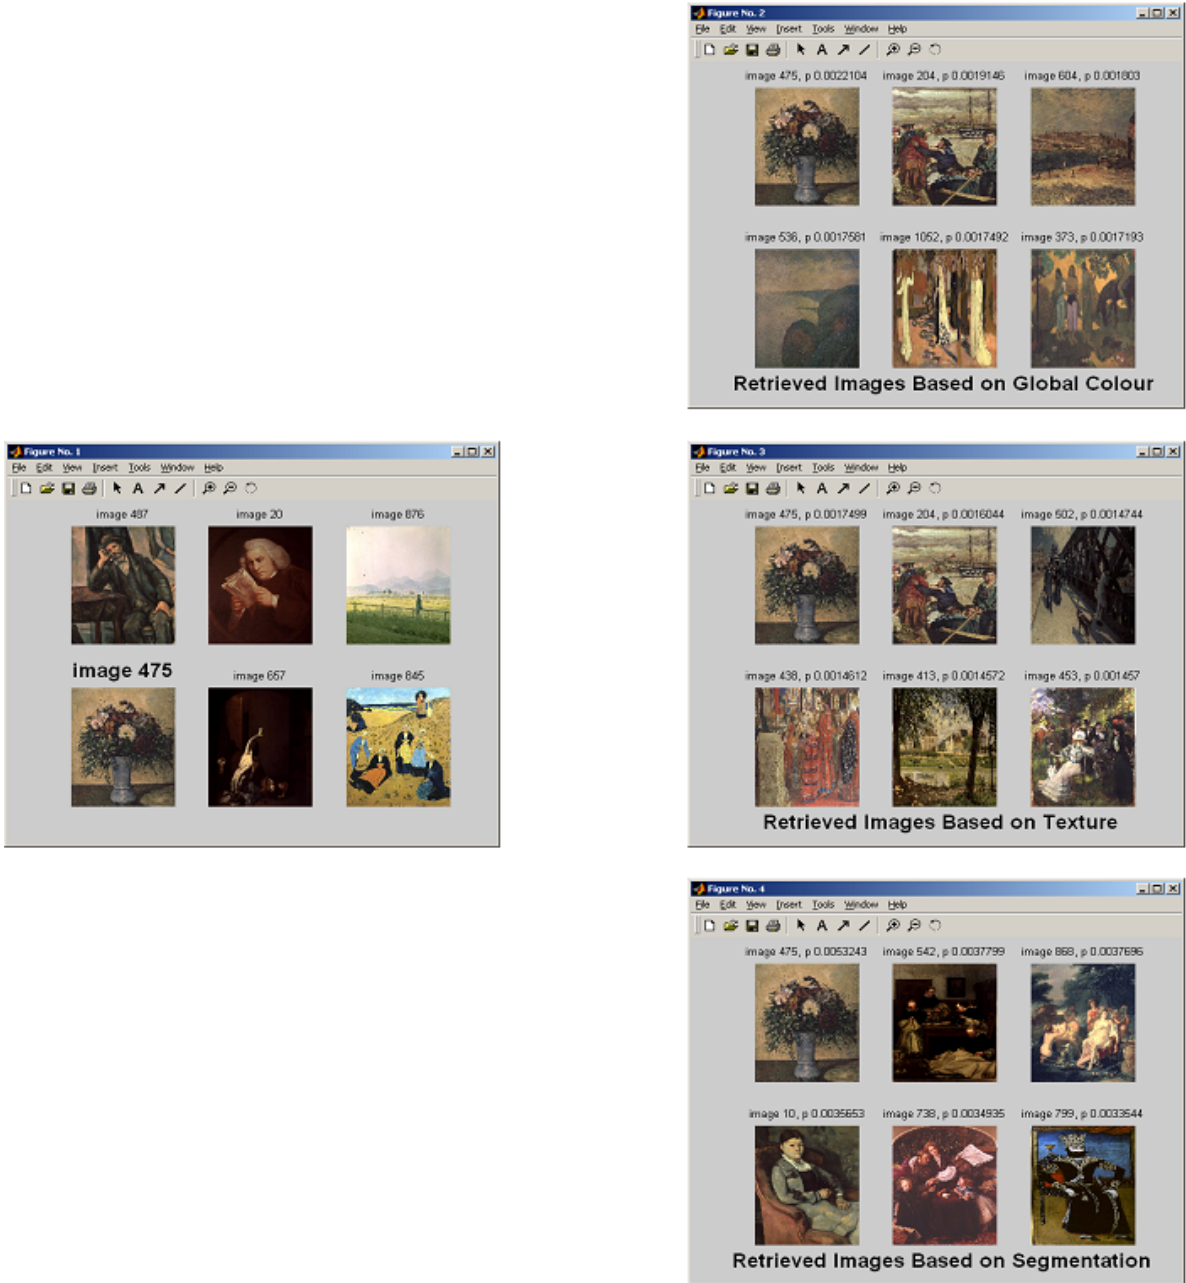 Figure No. 2
File Edit View Insert Tools Window Help
image 475, p 0.0022104 image 204, p 0.0019146 image 604, p 0.001803
image 536, p 0.0017581 image 1052, p 0.0017492 image 373, p 0.0017193
Retrieved Images Based on Global Colour
Figure No. 1
File Edit View Insert Tools Window Help
image 487 image 20 image 876
image 475 image 657 image 845
Figure No. 3
File Edit View Insert Tools Window Help
image 475, p 0.0017499 image 204, p 0.0016044 image 502, p 0.0014744
image 438, p 0.0014612 image 413, p 0.0014572 image 453, p 0.001457
Retrieved Images Based on Texture
Figure No. 4
File Edit View Insert Tools Window Help
image 475, p 0.0053243 image 542, p 0.0037799 image 868, p 0.0037696
image 10, p 0.0035653 image 738, p 0.0034935 image 799, p 0.0033544
Retrieved Images Based on Segmentation